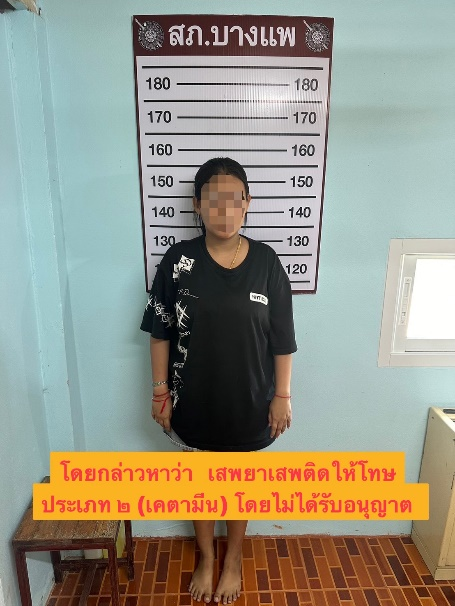 สภ.บางแพ
180 180
170 170
160 160
150 150
140 140
130 130
120
โดยกล่าวหาว่า เสพยาเสพติดให้โทษ
ประเภท ๒ (เคตามีน) โดยไม่ได้รับอนุญาต